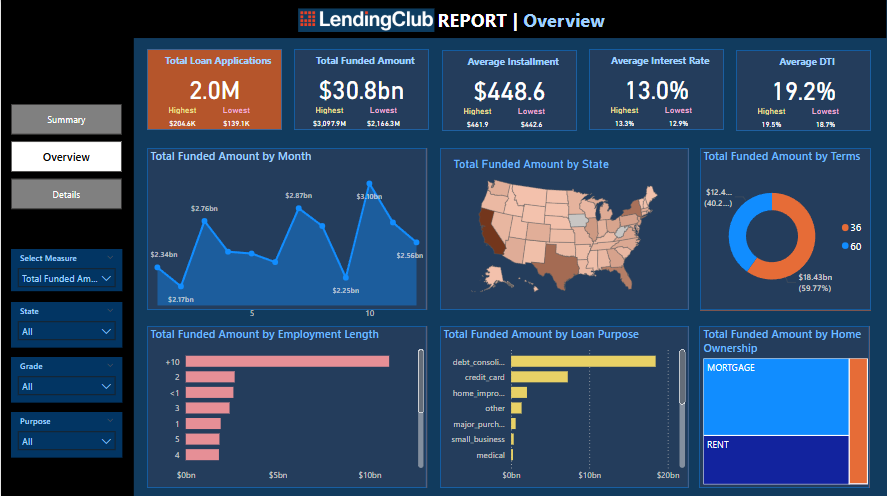 LendingClub REPORT | Overview
Summary
Overview
Details
Select Measure
Total Funded Am...
State
All
Grade
All
Purpose
All
Total Loan Applications
2.0M
Highest Lowest
$204.6K $139.1K
Total Funded Amount
$30.8bn
Highest Lowest
$3,097.9M $2,166.3M
Average Installment
$448.6
Highest Lowest
$461.9 $442.6
Average Interest Rate
13.0%
Highest Lowest
13.3% 12.9%
Average DTI
19.2%
Highest Lowest
19.5% 18.7%
Total Funded Amount by Month
$2.34bn
$2.17bn
$2.76bn
$2.87bn
$2.25bn
$3.10bn
$2.56bn
5 10
Total Funded Amount by State
Total Funded Amount by Terms
$12.4...
(40.2...
$18.43bn
(59.77%)
36
60
Total Funded Amount by Employment Length
+10
2
<1
3
1
5
4
$0bn $5bn $10bn
Total Funded Amount by Loan Purpose
debt_consoli...
credit_card
home_impro...
other
major_purch...
small_business
medical
$0bn $10bn $20bn
Total Funded Amount by Home
Ownership
MORTGAGE
RENT